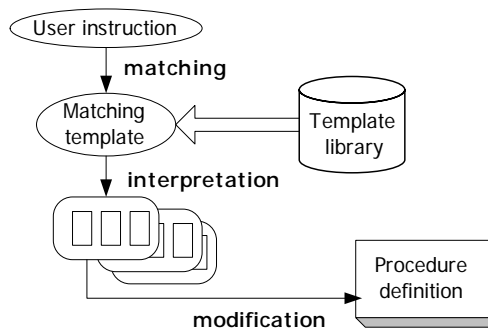 User instruction
matching
Matching
template
Template
library
interpretation
Procedure
definition
modification